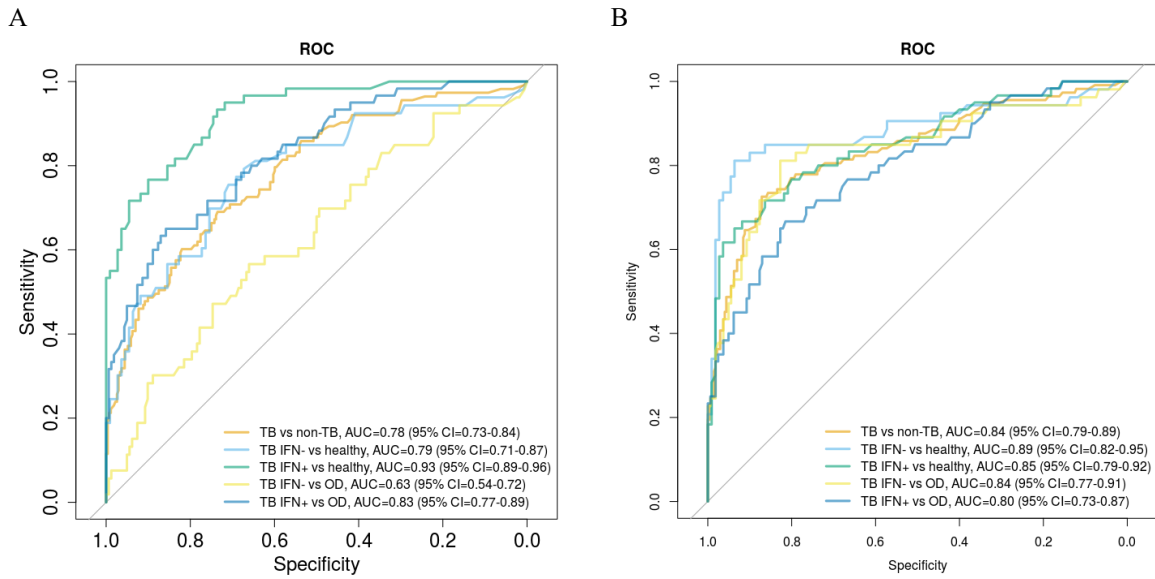 A
ROC
Sensitivity
1.0
0.8
0.6
0.4
0.2
0.0
TB vs non-TB, AUC=0.78 (95% CI=0.73-0.84)
TB IFN- vs healthy, AUC=0.79 (95% CI=0.71-0.87)
TB IFN+ vs healthy, AUC=0.93 (95% CI=0.89-0.96)
TB IFN- vs OD, AUC=0.63 (95% CI=0.54-0.72)
TB IFN+ vs OD, AUC=0.83 (95% CI=0.77-0.89)
1.0 0.8 0.6 0.4 0.2 0.0
Specificity
B
ROC
Sensitivity
1.0
0.8
0.6
0.4
0.2
0.0
TB vs non-TB, AUC=0.84 (95% CI=0.79-0.89)
TB IFN- vs healthy, AUC=0.89 (95% CI=0.82-0.95)
TB IFN+ vs healthy, AUC=0.85 (95% CI=0.79-0.92)
TB IFN- vs OD, AUC=0.84 (95% CI=0.77-0.91)
TB IFN+ vs OD, AUC=0.80 (95% CI=0.73-0.87)
1.0 0.8 0.6 0.4 0.2 0.0
Specificity